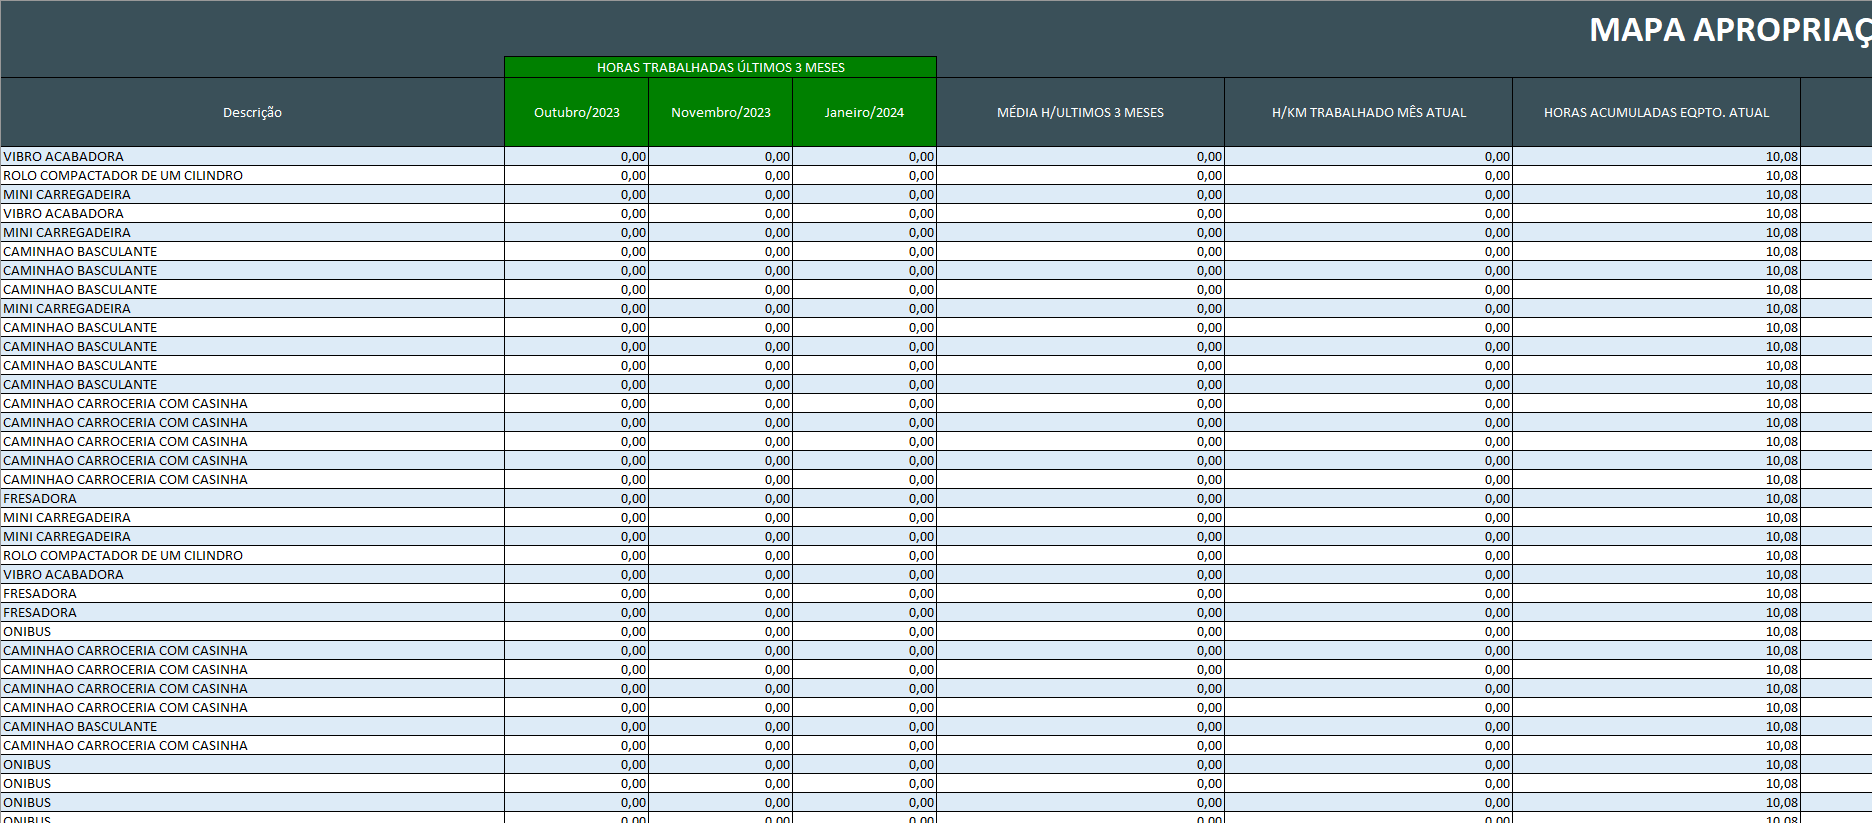 MAPA APROPRIAÇ
HORAS TRABALHADAS ÚLTIMOS 3 MESES
Descrição Outubro/2023 Novembro/2023 Janeiro/2024 MÉDIA H/ULTIMOS 3 MESES H/KM TRABALHADO MÊS ATUAL HORAS ACUMULADAS EQPTO. ATUAL
VIBRO ACABADORA 0,00 0,00 0,00 0,00 0,00 10,08
ROLO COMPACTADOR DE UM CILINDRO 0,00 0,00 0,00 0,00 0,00 10,08
MINI CARREGADEIRA 0,00 0,00 0,00 0,00 0,00 10,08
VIBRO ACABADORA 0,00 0,00 0,00 0,00 0,00 10,08
MINI CARREGADEIRA 0,00 0,00 0,00 0,00 0,00 10,08
CAMINHAO BASCULANTE 0,00 0,00 0,00 0,00 0,00 10,08
CAMINHAO BASCULANTE 0,00 0,00 0,00 0,00 0,00 10,08
CAMINHAO BASCULANTE 0,00 0,00 0,00 0,00 0,00 10,08
MINI CARREGADEIRA 0,00 0,00 0,00 0,00 0,00 10,08
CAMINHAO BASCULANTE 0,00 0,00 0,00 0,00 0,00 10,08
CAMINHAO BASCULANTE 0,00 0,00 0,00 0,00 0,00 10,08
CAMINHAO BASCULANTE 0,00 0,00 0,00 0,00 0,00 10,08
CAMINHAO BASCULANTE 0,00 0,00 0,00 0,00 0,00 10,08
CAMINHAO CARROCERIA COM CASINHA 0,00 0,00 0,00 0,00 0,00 10,08
CAMINHAO CARROCERIA COM CASINHA 0,00 0,00 0,00 0,00 0,00 10,08
CAMINHAO CARROCERIA COM CASINHA 0,00 0,00 0,00 0,00 0,00 10,08
CAMINHAO CARROCERIA COM CASINHA 0,00 0,00 0,00 0,00 0,00 10,08
CAMINHAO CARROCERIA COM CASINHA 0,00 0,00 0,00 0,00 0,00 10,08
FRESADORA 0,00 0,00 0,00 0,00 0,00 10,08
MINI CARREGADEIRA 0,00 0,00 0,00 0,00 0,00 10,08
MINI CARREGADEIRA 0,00 0,00 0,00 0,00 0,00 10,08
ROLO COMPACTADOR DE UM CILINDRO 0,00 0,00 0,00 0,00 0,00 10,08
VIBRO ACABADORA 0,00 0,00 0,00 0,00 0,00 10,08
FRESADORA 0,00 0,00 0,00 0,00 0,00 10,08
FRESADORA 0,00 0,00 0,00 0,00 0,00 10,08
ONIBUS 0,00 0,00 0,00 0,00 0,00 10,08
CAMINHAO CARROCERIA COM CASINHA 0,00 0,00 0,00 0,00 0,00 10,08
CAMINHAO CARROCERIA COM CASINHA 0,00 0,00 0,00 0,00 0,00 10,08
CAMINHAO CARROCERIA COM CASINHA 0,00 0,00 0,00 0,00 0,00 10,08
CAMINHAO CARROCERIA COM CASINHA 0,00 0,00 0,00 0,00 0,00 10,08
CAMINHAO BASCULANTE 0,00 0,00 0,00 0,00 0,00 10,08
CAMINHAO CARROCERIA COM CASINHA 0,00 0,00 0,00 0,00 0,00 10,08
ONIBUS 0,00 0,00 0,00 0,00 0,00 10,08
ONIBUS 0,00 0,00 0,00 0,00 0,00 10,08
ONIBUS 0,00 0,00 0,00 0,00 0,00 10,08
ONIBUS 0,00 0,00 0,00 0,00 0,00 10,08